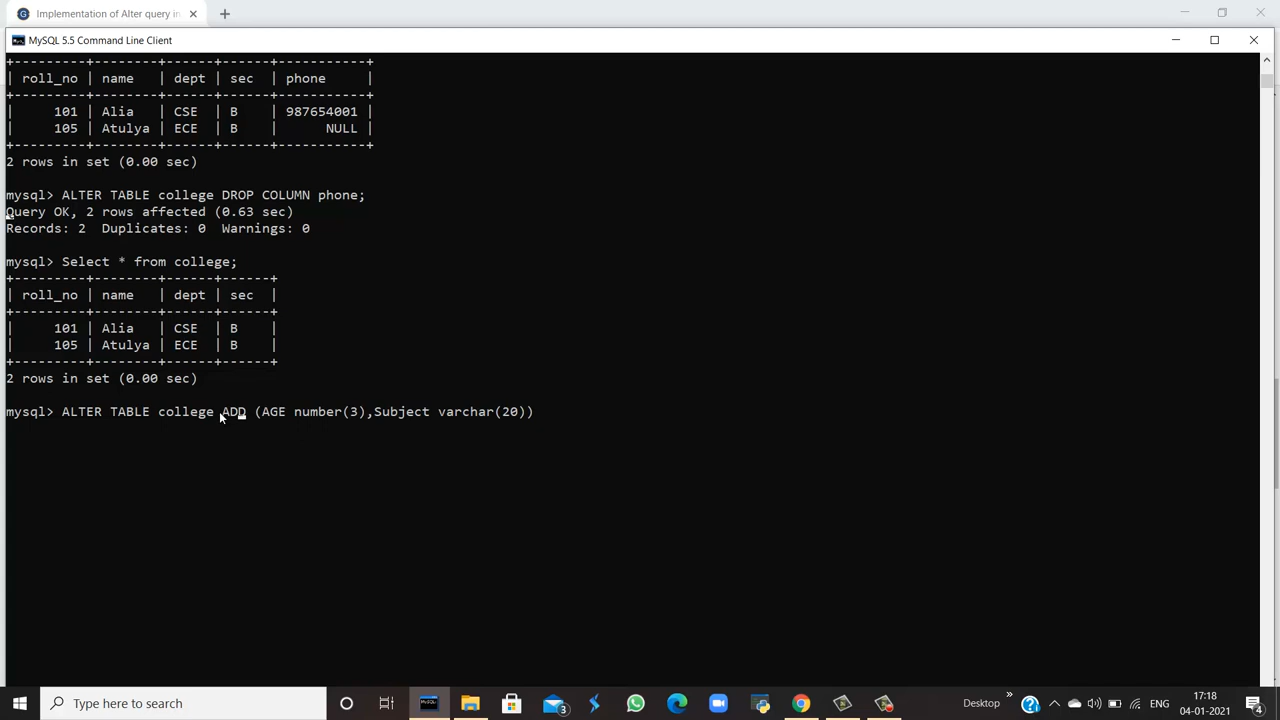 Implementation of Alter query in
MySQL 5.5 Command Line Client
+---------+--------+------+------+-----------+
| roll_no | name   | dept | sec  | phone     |
+---------+--------+------+------+-----------+
|     101 | Alia   | CSE  | B    | 987654001 |
|     105 | Atulya | ECE  | B    |      NULL |
+---------+--------+------+------+-----------+
2 rows in set (0.00 sec)
mysql> ALTER TABLE college DROP COLUMN phone;
Query OK, 2 rows affected (0.63 sec)
Records: 2  Duplicates: 0  Warnings: 0
mysql> Select * from college;
+---------+--------+------+------+
| roll_no | name   | dept | sec  |
+---------+--------+------+------+
|     101 | Alia   | CSE  | B    |
|     105 | Atulya | ECE  | B    |
+---------+--------+------+------+
2 rows in set (0.00 sec)
mysql> ALTER TABLE college ADD (AGE number(3),Subject varchar(20))
Type here to search
3
Desktop
ENG
17:18
04-01-2021
4